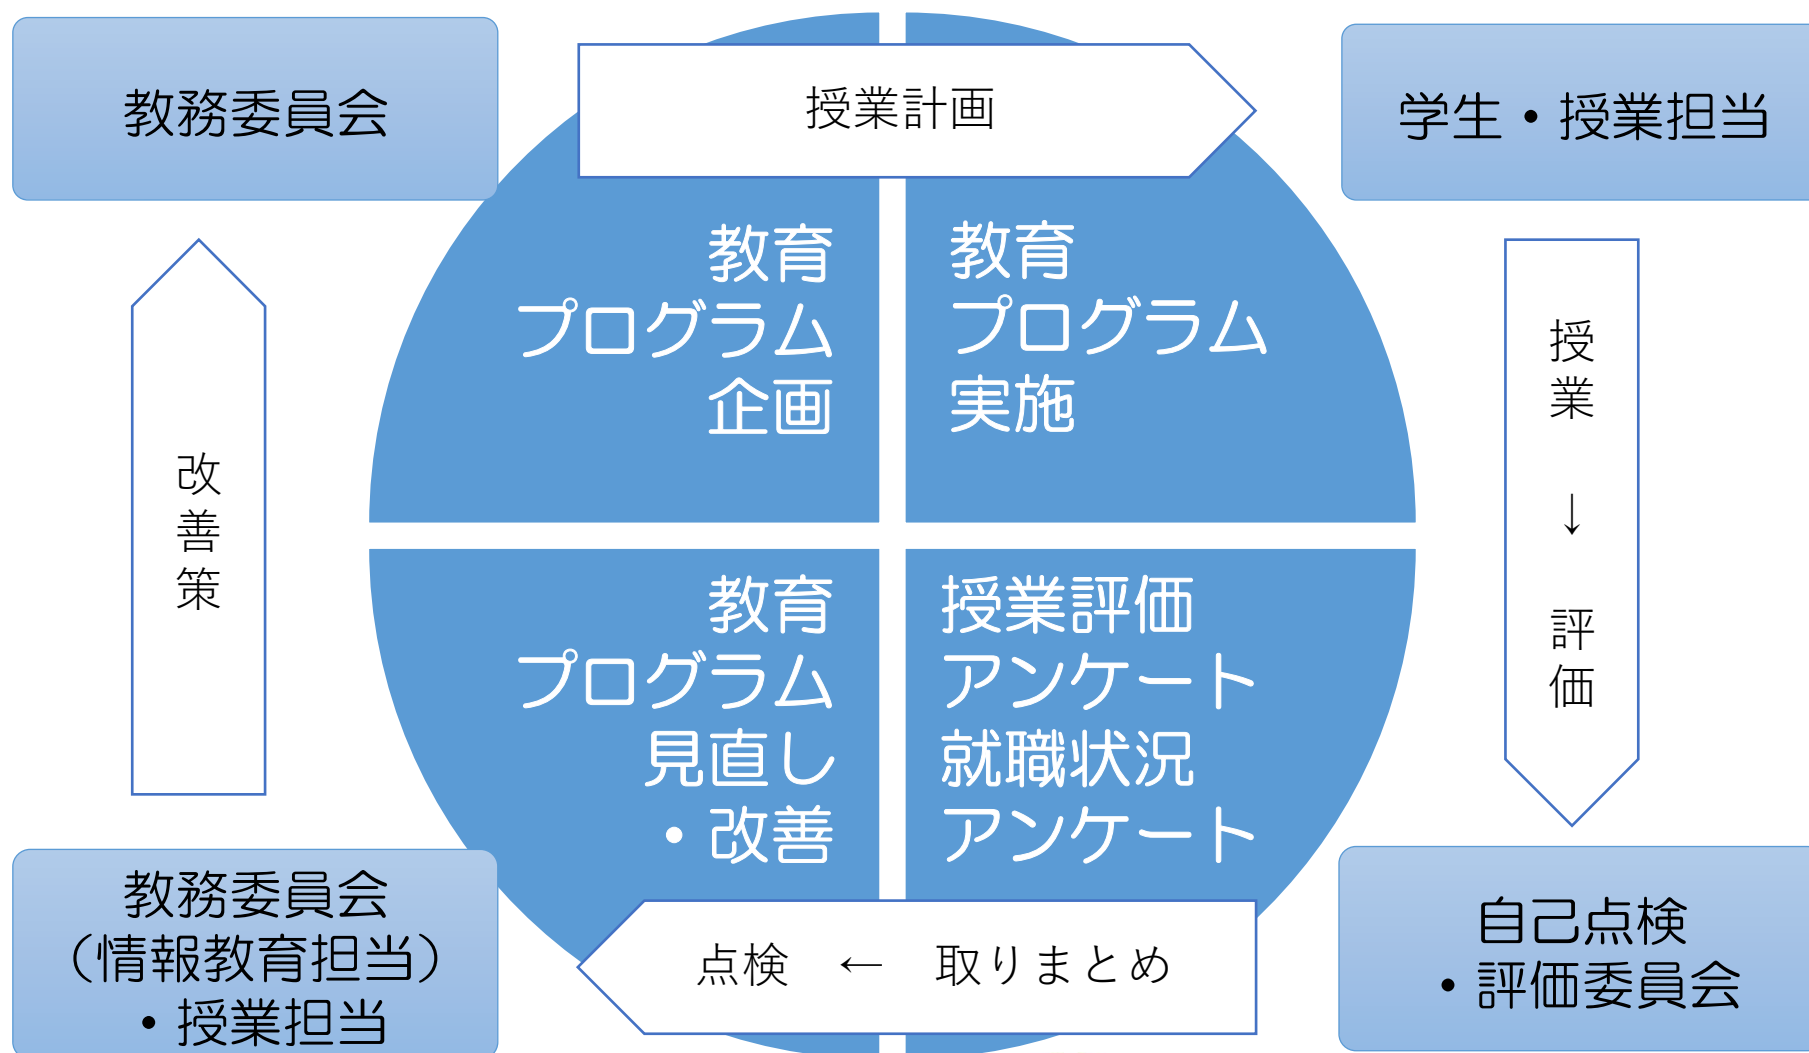 教務委員会
授業計画
学生・授業担当
教育
プログラム
企画
教育
プログラム
実施
改善策
授業 ↓ 評価
教育
プログラム
見直し
・改善
授業評価
アンケート
就職状況
アンケート
教務委員会
（情報教育担当）
・授業担当
点検 ← 取りまとめ
自己点検
・評価委員会